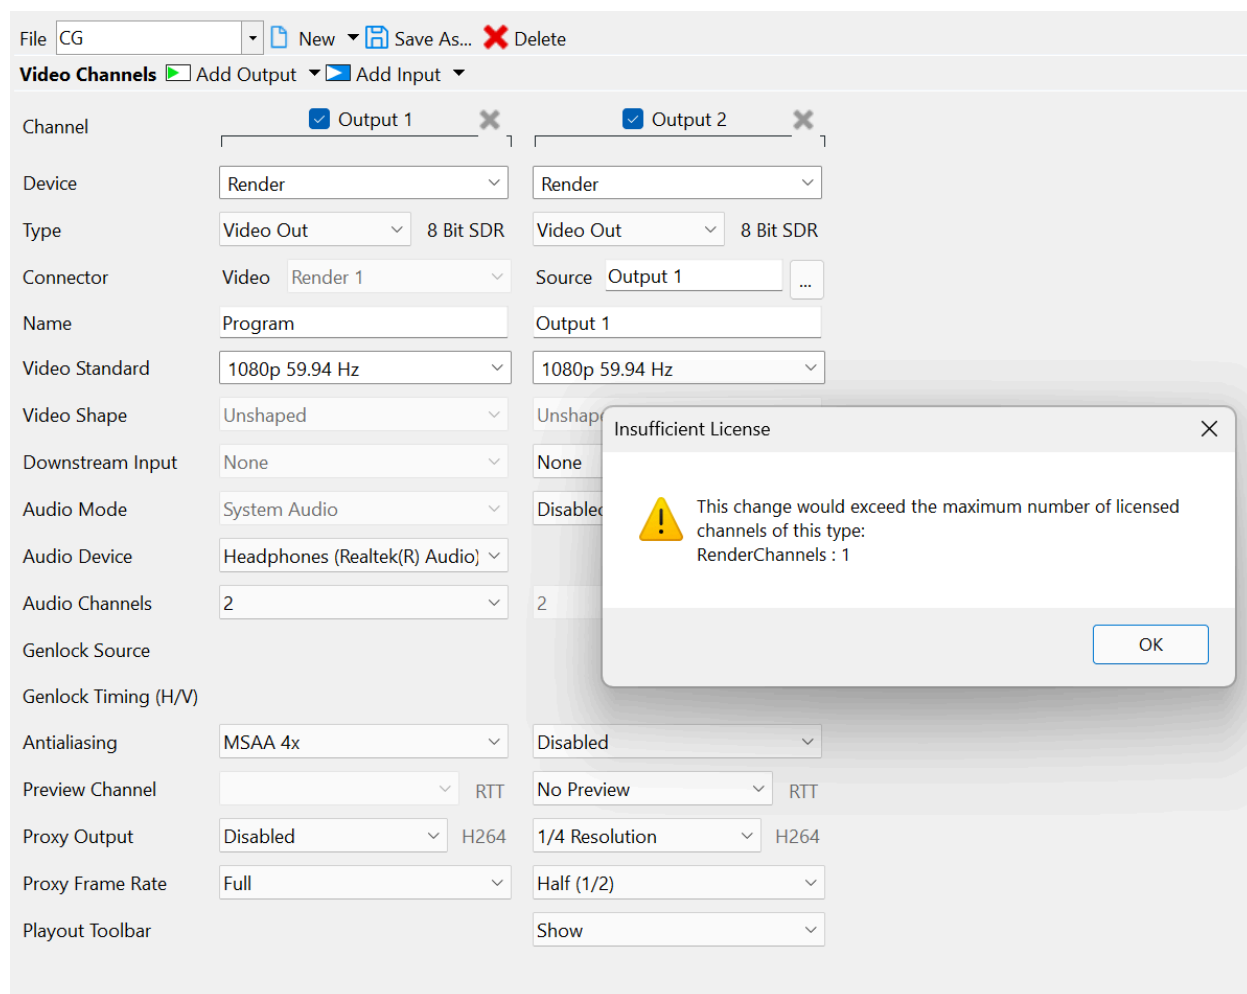 File CG New Save As... Delete
Video Channels Add Output Add Input
Channel Output 1 Output 2
Device Render Render
Type Video Out 8 Bit SDR Video Out 8 Bit SDR
Connector Video Render 1 Source Output 1 ...
Name Program Output 1
Video Standard 1080p 59.94 Hz 1080p 59.94 Hz
Video Shape Unshaped
Downstream Input None None
Audio Mode System Audio
Audio Device Headphones (Realtek(R) Audio)
Audio Channels 2 2
Genlock Source
Genlock Timing (H/V)
Antialiasing MSAA 4x Disabled
Preview Channel RTT No Preview RTT
Proxy Output Disabled H264 1/4 Resolution H264
Proxy Frame Rate Full Half (1/2)
Playout Toolbar Show
Insufficient License
This change would exceed the maximum number of licensed
channels of this type:
RenderChannels : 1
OK